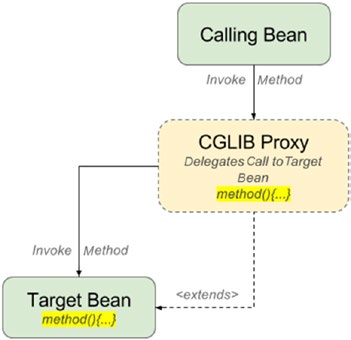 Calling Bean
Invoke Method
CGLIB Proxy
Delegates Call to Target
Bean
method(){...}
Invoke Method
<extends>
Target Bean
method(){...}